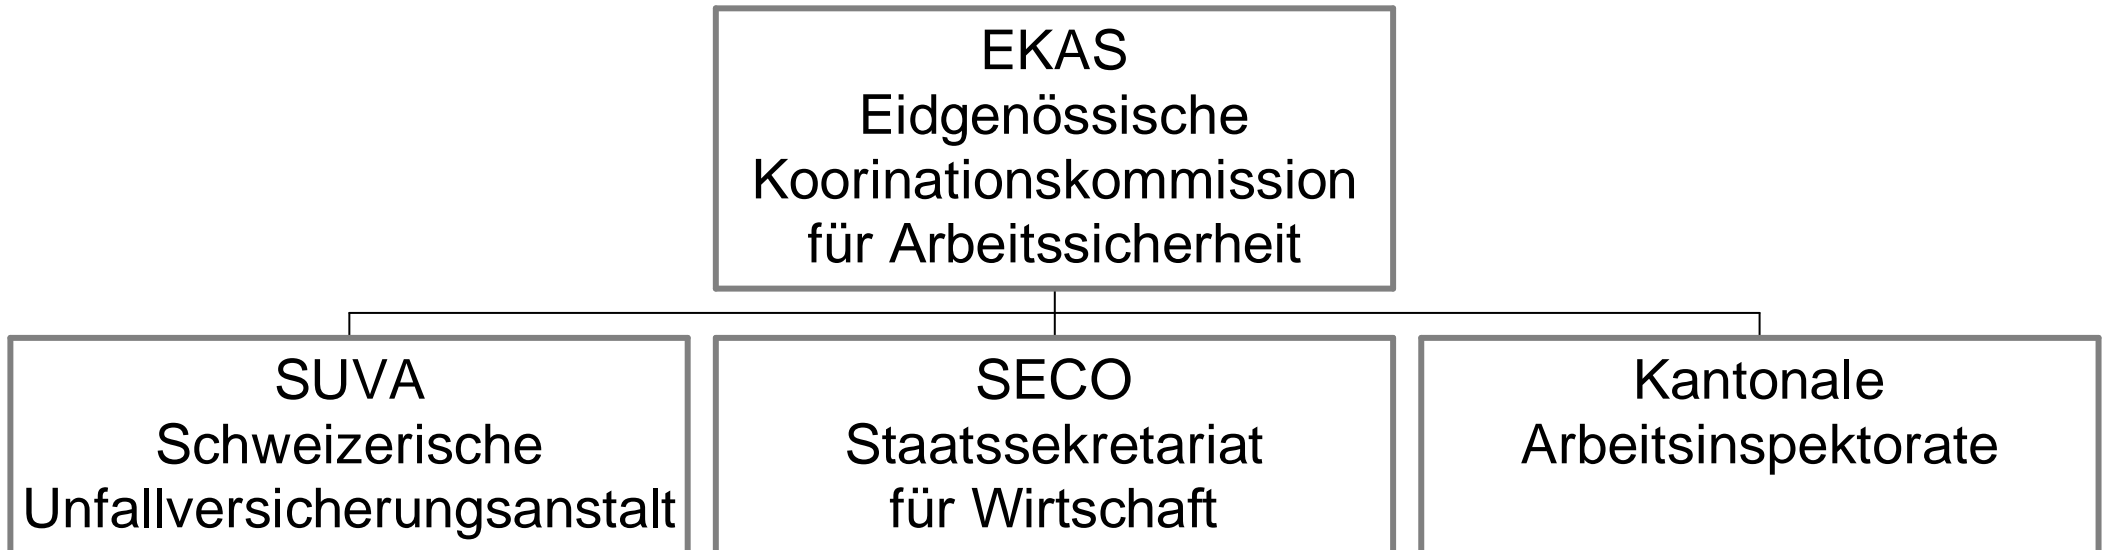 EKAS
Eidgenössische
Koorinationskommission
für Arbeitssicherheit
SUVA
Schweizerische
Unfallversicherungsanstalt
SECO
Staatssekretariat
für Wirtschaft
Kantonale
Arbeitsinspektorate